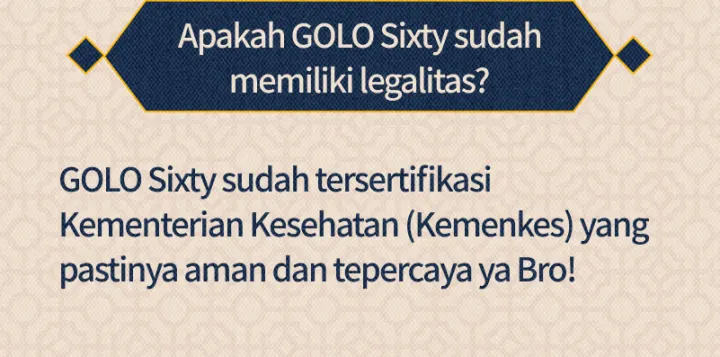 Apakah GOLO Sixty sudah
memiliki legalitas?
GOLO Sixty sudah tersertifikasi
Kementerian Kesehatan (Kemenkes) yang
pastinya aman dan tepercaya ya Bro!